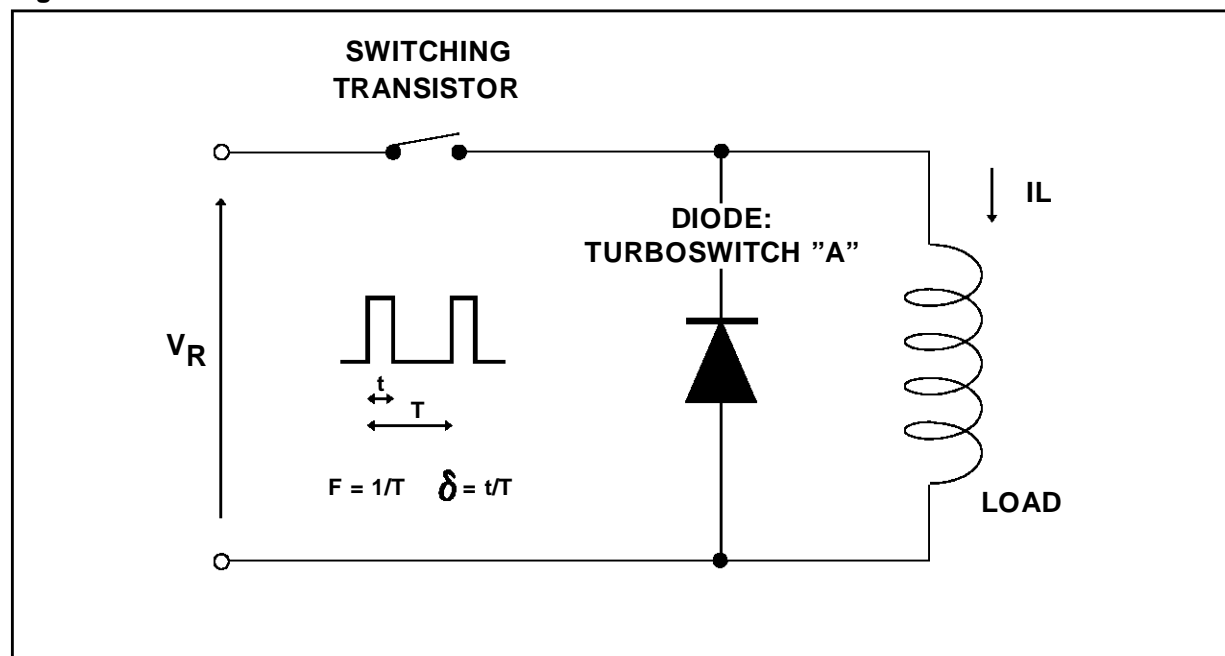 SWITCHING
TRANSISTOR
IL
DIODE:
TURBOSWITCH ”A”
VR
t
T
F = 1/T δ = t/T
LOAD